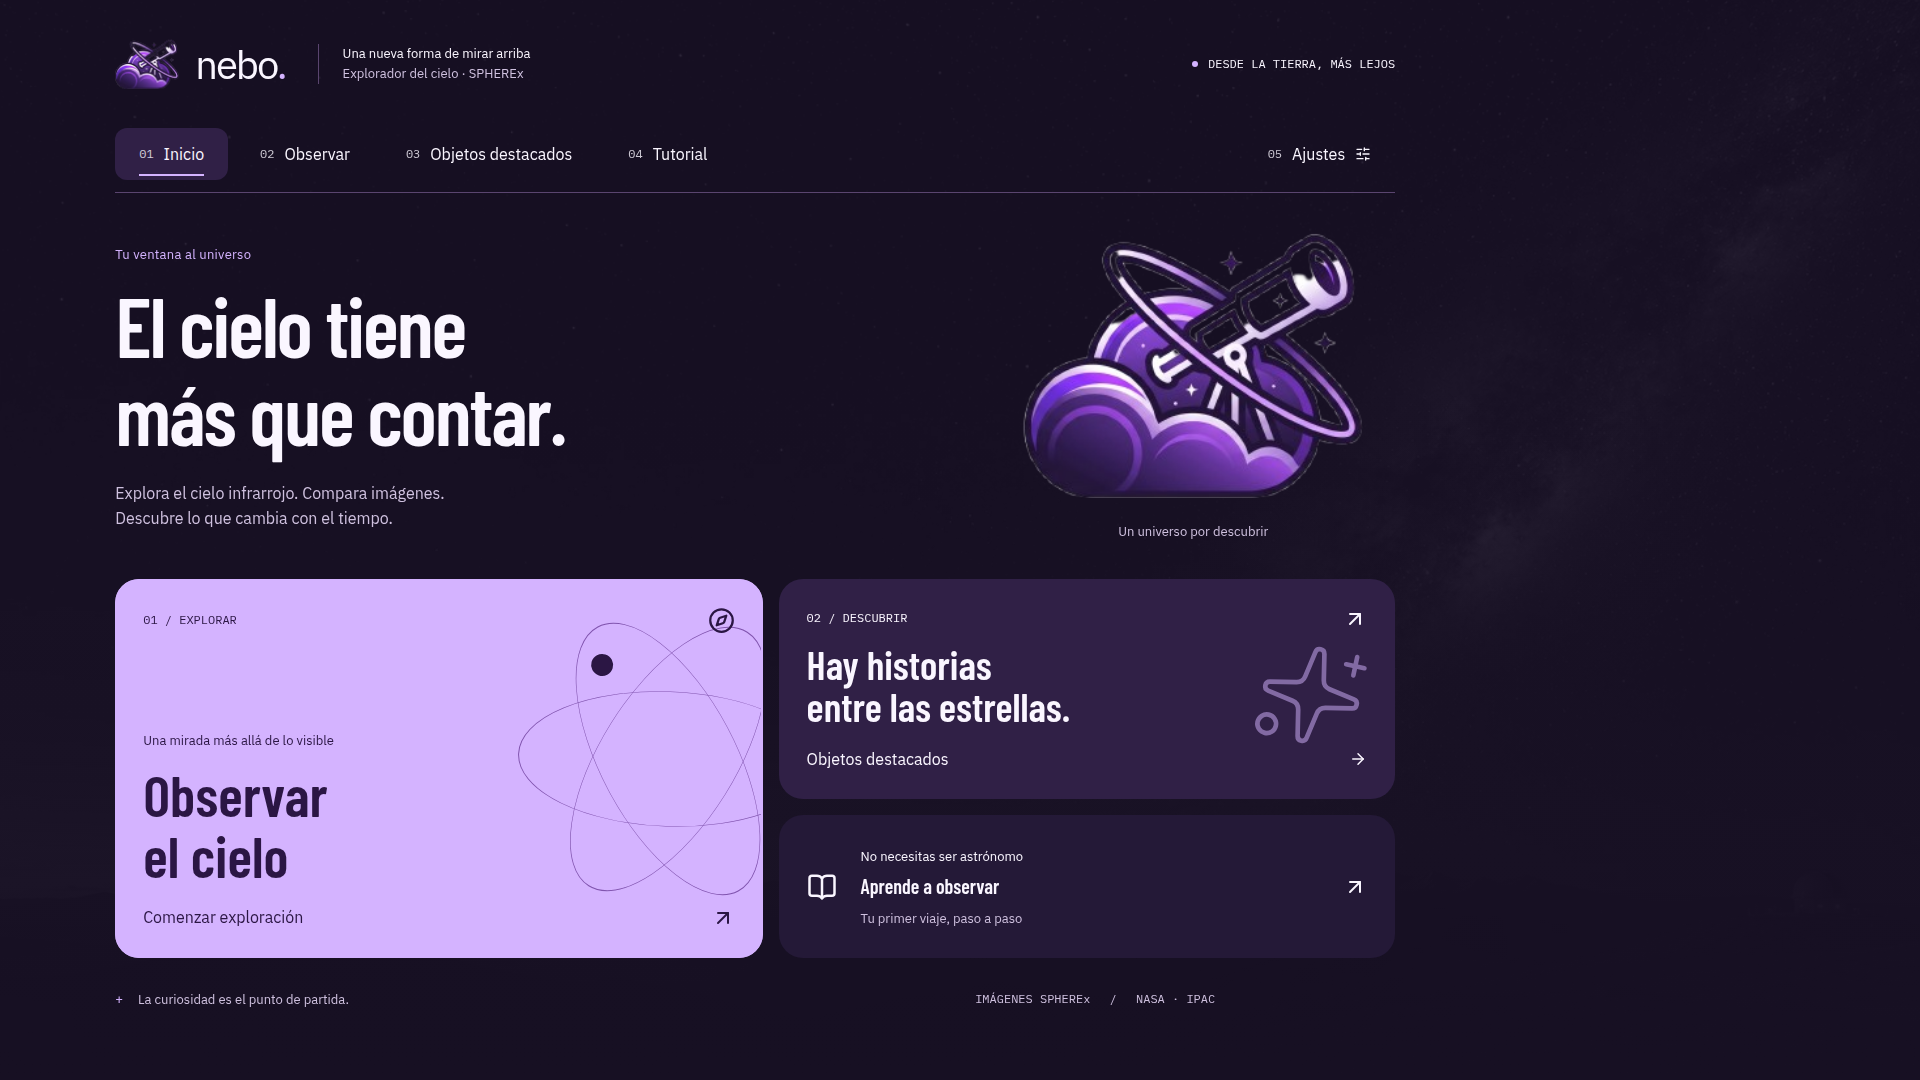 nebo.
Una nueva forma de mirar arriba
Explorador del cielo · SPHEREx
DESDE LA TIERRA, MÁS LEJOS
01 Inicio
02 Observar
03 Objetos destacados
04 Tutorial
05 Ajustes
Tu ventana al universo
El cielo tiene
más que contar.
Explora el cielo infrarrojo. Compara imágenes.
Descubre lo que cambia con el tiempo.
Un universo por descubrir
01 / EXPLORAR
Una mirada más allá de lo visible
Observar
el cielo
Comenzar exploración
02 / DESCUBRIR
Hay historias
entre las estrellas.
Objetos destacados
No necesitas ser astrónomo
Aprende a observar
Tu primer viaje, paso a paso
+ La curiosidad es el punto de partida.
IMÁGENES SPHEREx / NASA · IPAC